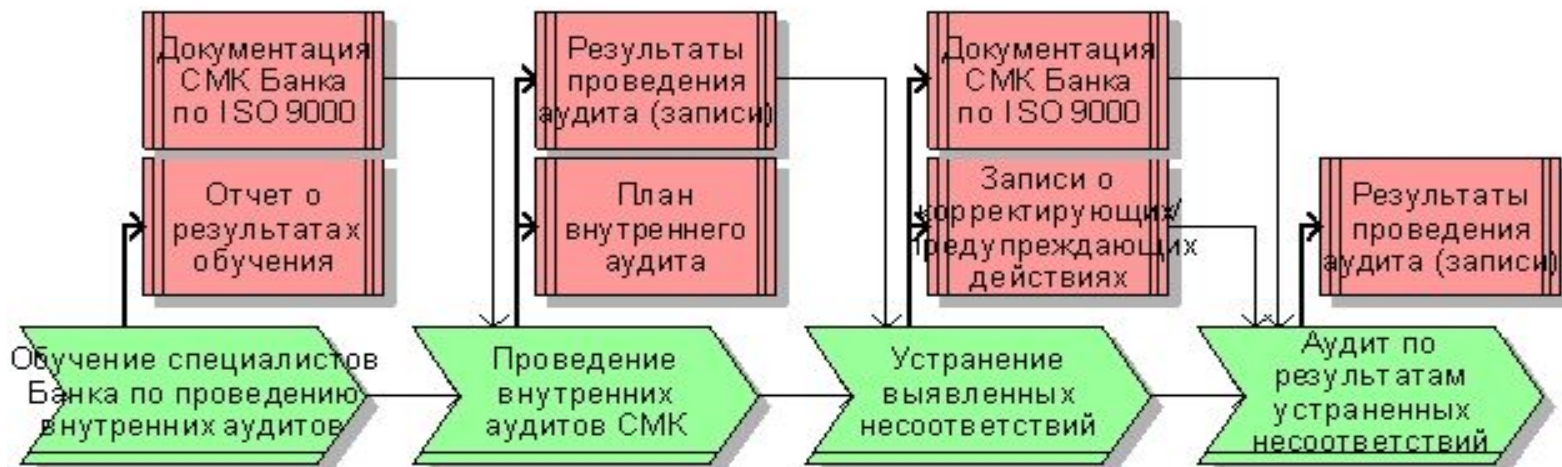 Документация
СМК Банка
по ISO 9000
Результаты
проведения
аудита (записи)
Документация
СМК Банка
по ISO 9000
Отчет о
результатах
обучения
План
внутреннего
аудита
Записи о
корректирующих/
предупреждающих
действиях
Результаты
проведения
аудита (записи)
Обучение специалистов
Банка по проведению
внутренних аудитов
Проведение
внутренних
аудитов СМК
Устранение
выявленных
несоответствий
Аудит по
результатам
устраненных
несоответствий